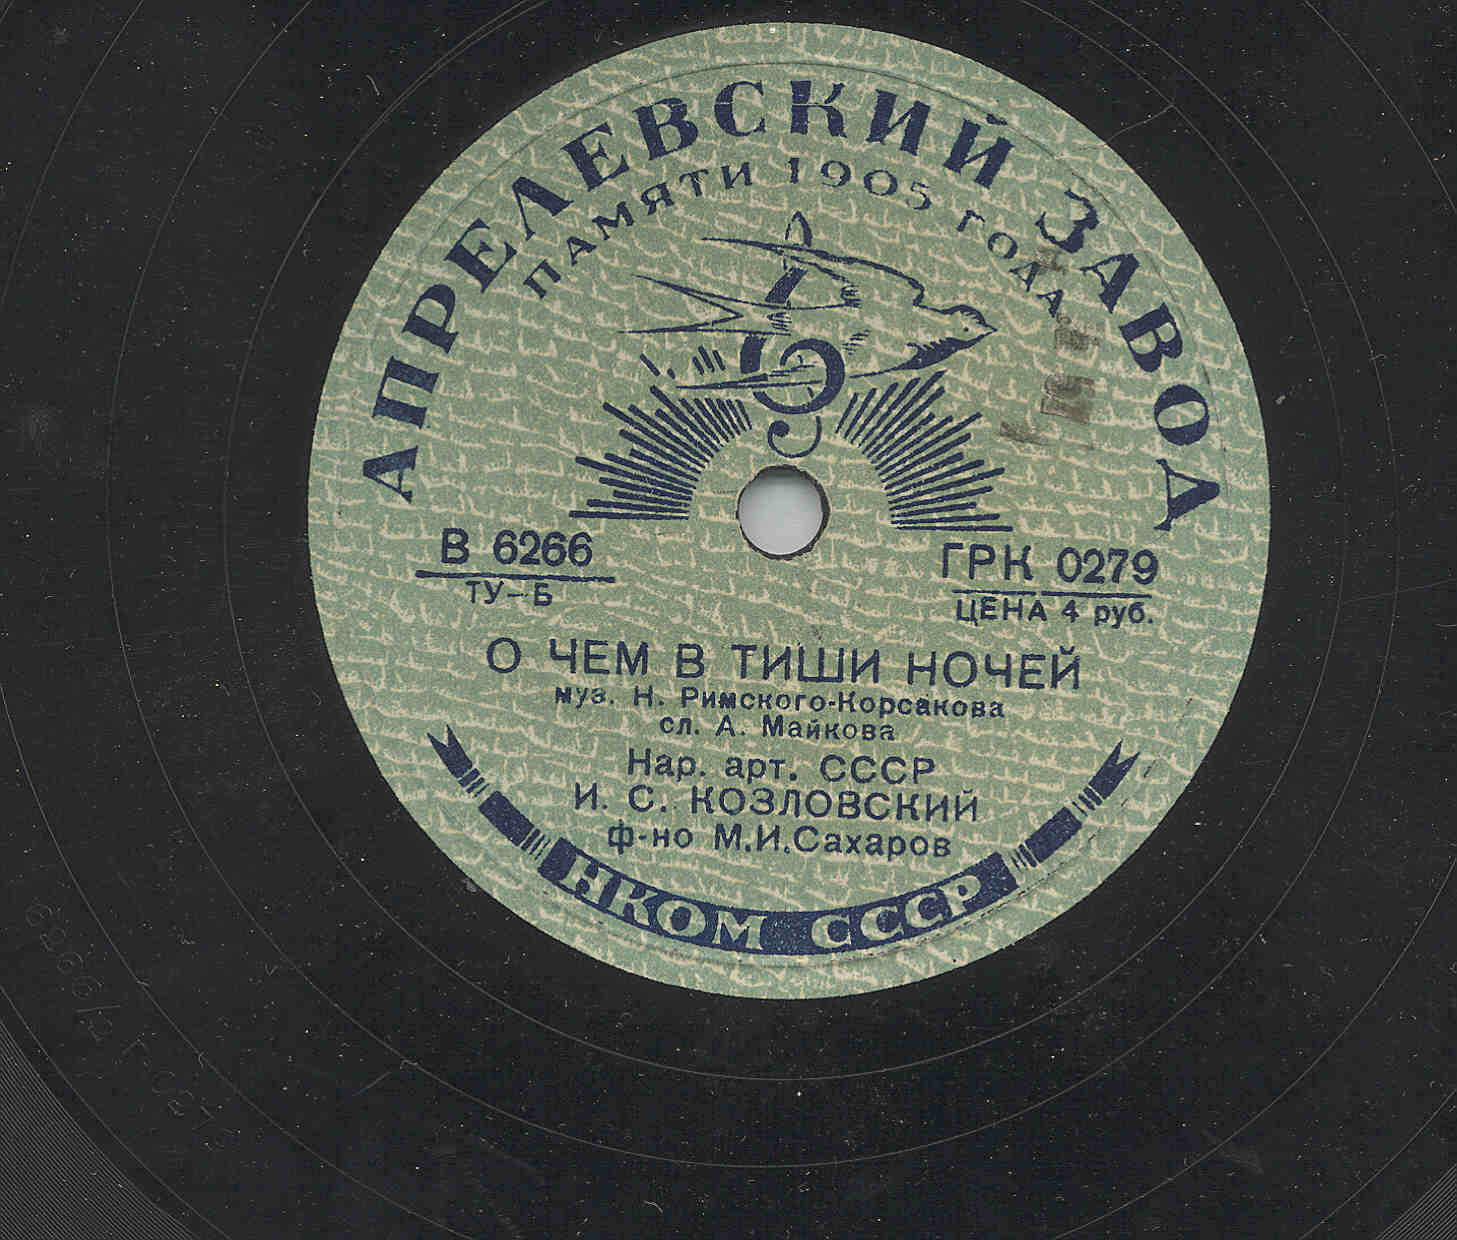 АПРЕЛЕВСКИЙ ЗАВОД
ПАМЯТИ 1905 ГОДА
В 6266
ТУ-Б
ГРК 0279
ЦЕНА 4 руб.
О ЧЕМ В ТИШИ НОЧЕЙ
муз. Н. Римского-Корсакова
сл. А. Майкова
Нар. арт. СССР
И. С. КОЗЛОВСКИЙ
ф-но М.И.Сахаров
НКОМ СССР